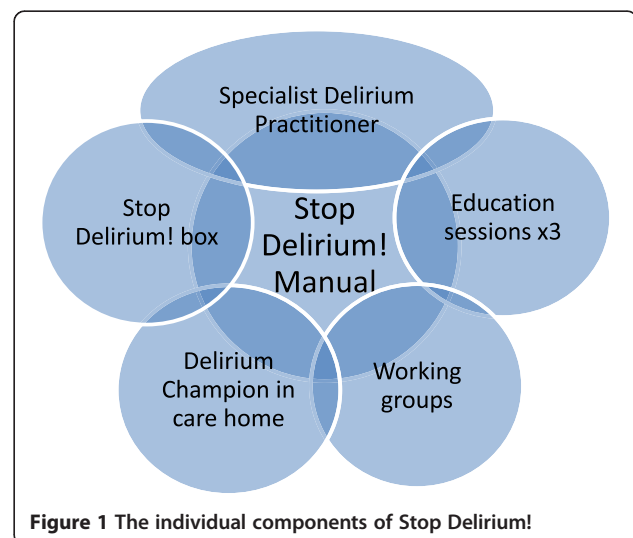 Specialist Delirium
Practitioner
Stop
Delirium! box
Education
sessions x3
Stop
Delirium!
Manual
Delirium
Champion in
care home
Working
groups
Figure 1 The individual components of Stop Delirium!